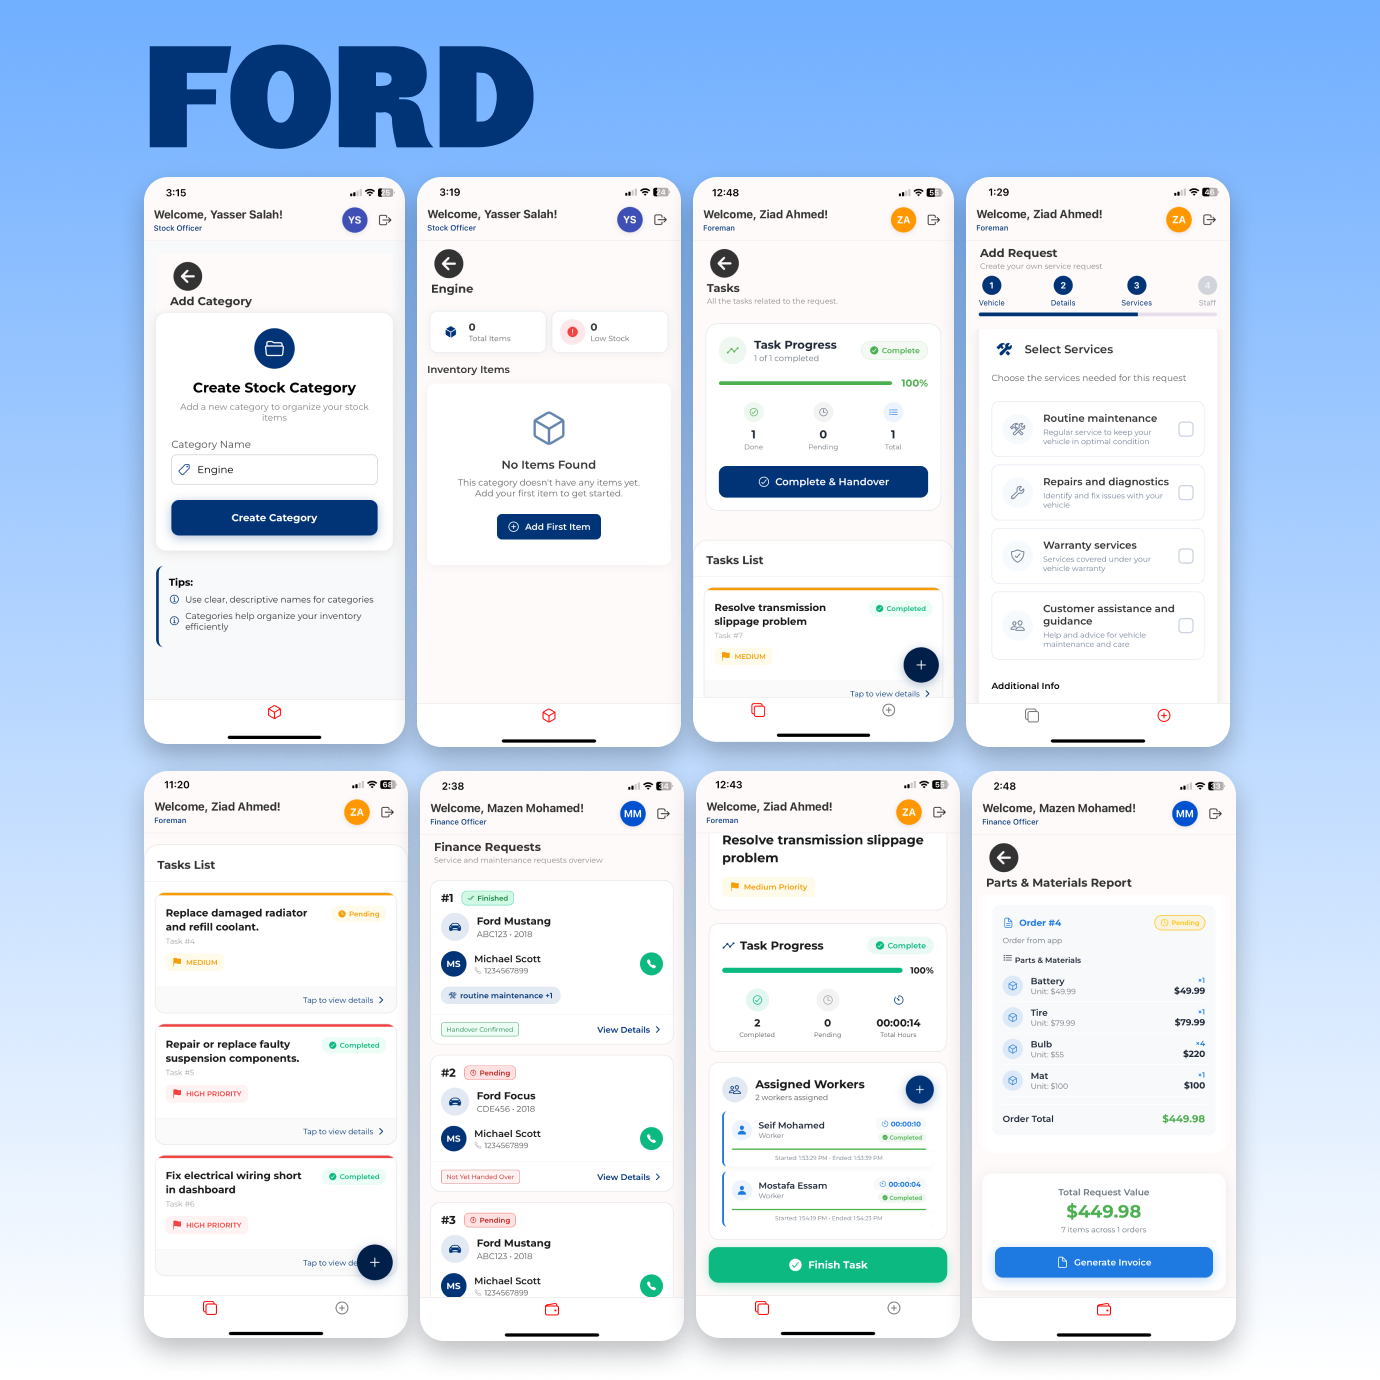 FORD
3:15
25
Welcome, Yasser Salah!
YS
Stock Officer
Add Category
Create Stock Category
Add a new category to organize your stock
items
Category Name
Engine
Create Category
Tips:
Use clear, descriptive names for categories
Categories help organize your inventory
efficiently
3:19
24
Welcome, Yasser Salah!
YS
Stock Officer
Engine
0
Total Items
0
Low Stock
Inventory Items
No Items Found
This category doesn't have any items yet.
Add your first item to get started.
Add First Item
12:48
Welcome, Ziad Ahmed!
ZA
Foreman
Tasks
All the tasks related to the request.
Task Progress
1 of 1 completed
Complete
100%
1
Done
0
Pending
1
Total
Complete & Handover
Tasks List
Resolve transmission
slippage problem
Completed
Task #7
MEDIUM
+
Tap to view details
1:29
Welcome, Ziad Ahmed!
ZA
Foreman
Add Request
Create your own service request
1
2
3
4
Vehicle
Details
Services
Staff
Select Services
Choose the services needed for this request
Routine maintenance
Regular service to keep your
vehicle in optimal condition
Repairs and diagnostics
Identify and fix issues with your
vehicle
Warranty services
Services covered under your
vehicle warranty
Customer assistance and
guidance
Help and advice for vehicle
maintenance and care
Additional Info
11:20
Welcome, Ziad Ahmed!
ZA
Foreman
Tasks List
Replace damaged radiator
and refill coolant.
Pending
Task #4
MEDIUM
Tap to view details
Repair or replace faulty
suspension components.
Completed
Task #5
HIGH PRIORITY
Tap to view details
Fix electrical wiring short
in dashboard
Completed
Task #6
HIGH PRIORITY
Tap to view de
+
2:38
Welcome, Mazen Mohamed!
MM
Finance Officer
Finance Requests
Service and maintenance requests overview
#1
Finished
Ford Mustang
ABC123 • 2018
MS
Michael Scott
1234567899
routine maintenance +1
Handover Confirmed
View Details
#2
Pending
Ford Focus
CDE456 • 2018
MS
Michael Scott
1234567899
Not Yet Handed Over
View Details
#3
Pending
Ford Mustang
ABC123 • 2018
MS
Michael Scott
1234567899
12:43
Welcome, Ziad Ahmed!
ZA
Foreman
Resolve transmission slippage
problem
Medium Priority
Task Progress
Complete
100%
2
Completed
0
Pending
00:00:14
Total Hours
Assigned Workers
2 workers assigned
+
Seif Mohamed
Worker
00:00:10
Completed
Started: 1:53:29 PM • Ended: 1:53:39 PM
Mostafa Essam
Worker
00:00:04
Completed
Started: 1:54:19 PM • Ended: 1:54:23 PM
Finish Task
2:48
Welcome, Mazen Mohamed!
MM
Finance Officer
Parts & Materials Report
Order #4
Pending
Order from app
Parts & Materials
Battery
Unit: $49.99
×1
$49.99
Tire
Unit: $79.99
×1
$79.99
Bulb
Unit: $55
×4
$220
Mat
Unit: $100
×1
$100
Order Total
$449.98
Total Request Value
$449.98
7 items across 1 orders
Generate Invoice